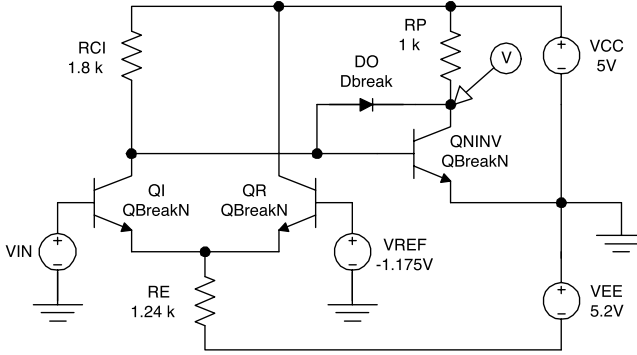 RCI
1.8 k
RP
1 k
V
VCC
5V
DO
Dbreak
QNINV
QBreakN
QI
QBreakN
QR
QBreakN
VIN
VREF
-1.175V
RE
1.24 k
VEE
5.2V